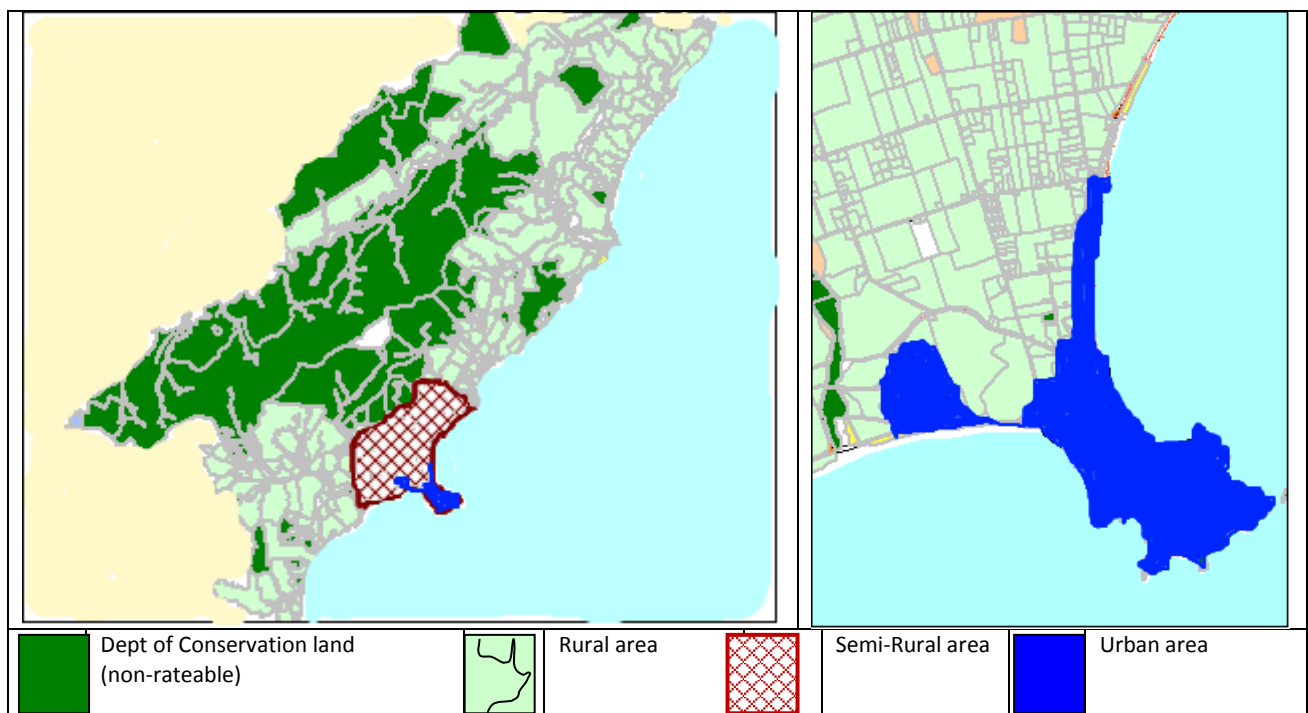 Dept of Conservation land
(non-rateable)
Rural area
Semi-Rural area
Urban area